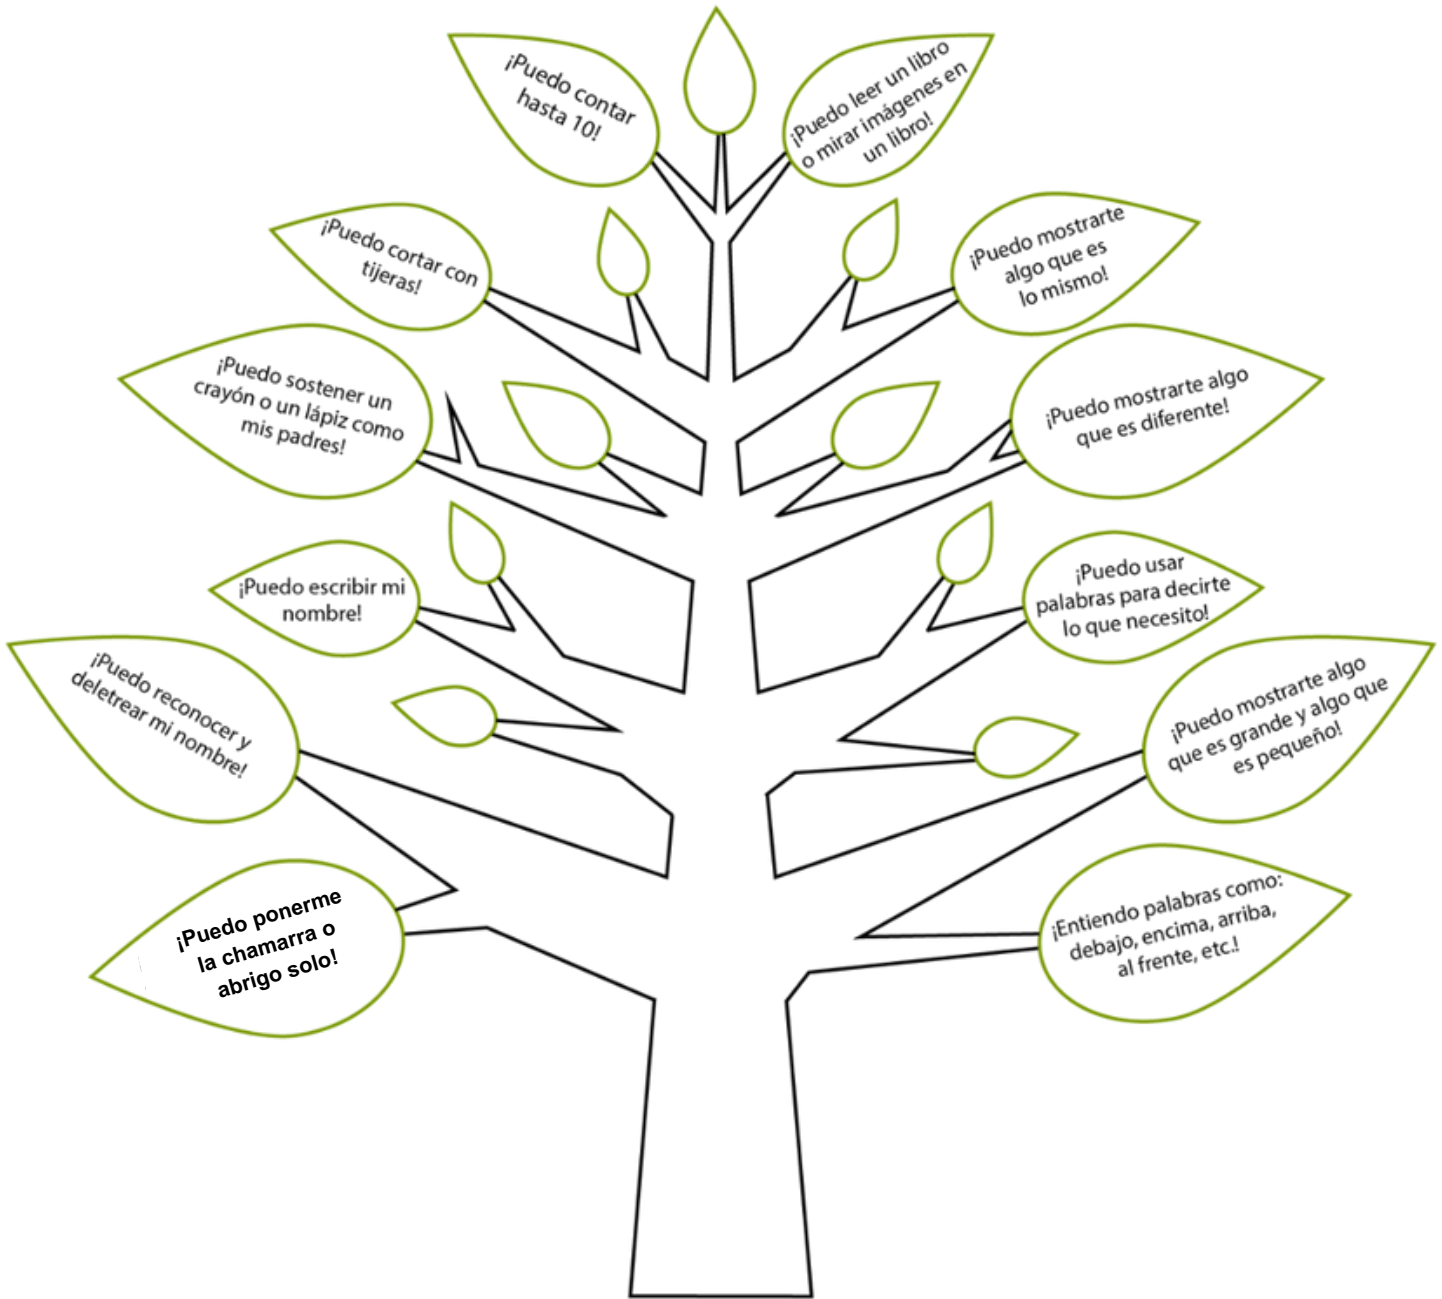 ¡Puedo contar
hasta 10!
¡Puedo leer un libro
o mirar imágenes en
un libro!
¡Puedo cortar con
tijeras!
¡Puedo mostrarte
algo que es
lo mismo!
¡Puedo sostener un
crayón o un lápiz como
mis padres!
¡Puedo mostrarte algo
que es diferente!
¡Puedo escribir mi
nombre!
¡Puedo usar
palabras para decirte
lo que necesito!
¡Puedo reconocer y
deletrear mi nombre!
¡Puedo mostrarte algo
que es grande y algo que
es pequeño!
¡Puedo ponerme
la chamarra o
abrigo solo!
¡Entiendo palabras como:
debajo, encima, arriba,
al frente, etc.!